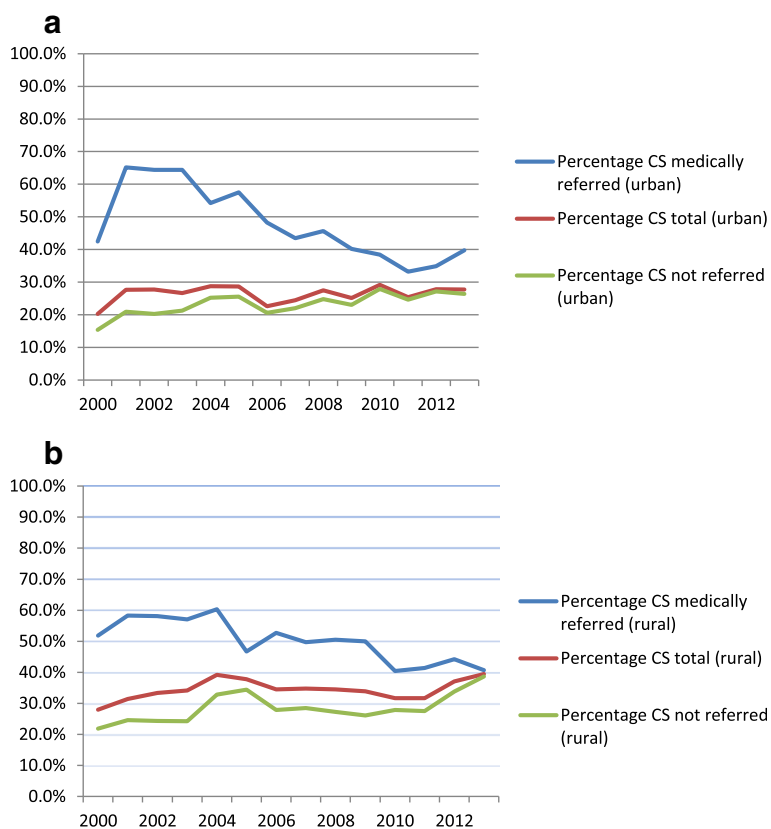 a
100.0%
90.0%
80.0%
70.0%
60.0%
50.0%
40.0%
30.0%
20.0%
10.0%
0.0%
2000 2002 2004 2006 2008 2010 2012
Percentage CS medically
referred (urban)
Percentage CS total (urban)
Percentage CS not referred
(urban)
b
100.0%
90.0%
80.0%
70.0%
60.0%
50.0%
40.0%
30.0%
20.0%
10.0%
0.0%
2000 2002 2004 2006 2008 2010 2012
Percentage CS medically
referred (rural)
Percentage CS total (rural)
Percentage CS not referred
(rural)